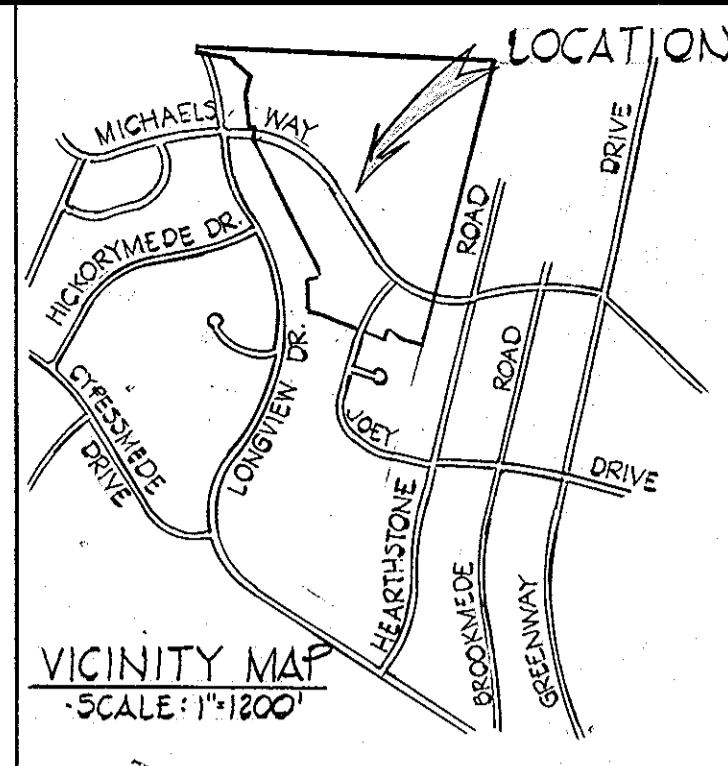 LOCATION
MICHAELS WAY
DRIVE
ROAD
HICKORYMEDE DR.
ROAD
CYPESSMEDE
DRIVE
LONGVIEW DR.
JOEY DRIVE
HEARTHSTONE
BROOKMEDE
GREENWAY
VICINITY MAP
SCALE: 1"=1200'